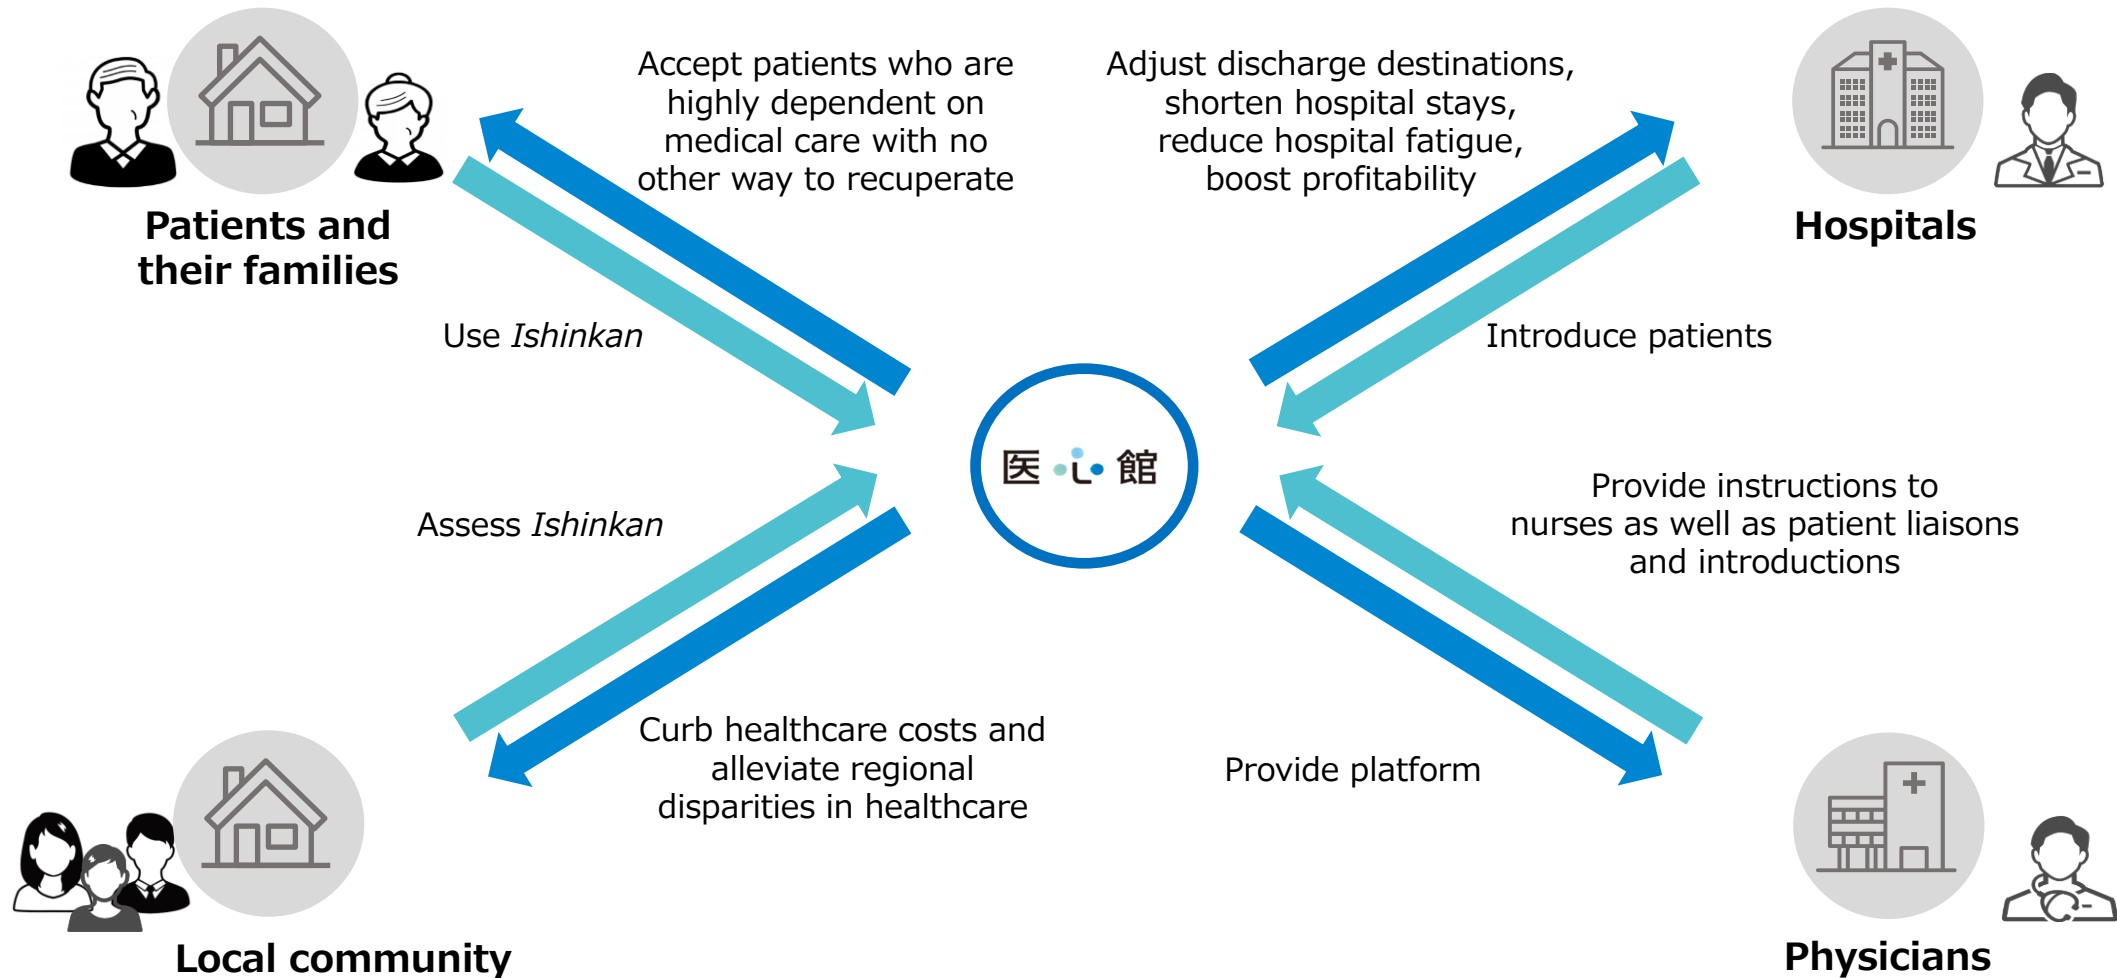 Accept patients who are
highly dependent on
medical care with no
other way to recuperate
Adjust discharge destinations,
shorten hospital stays,
reduce hospital fatigue,
boost profitability
Patients and
their families
Hospitals
Use Ishinkan
Introduce patients
医心館
Assess Ishinkan
Provide instructions to
nurses as well as patient liaisons
and introductions
Curb healthcare costs and
alleviate regional
disparities in healthcare
Provide platform
Local community
Physicians